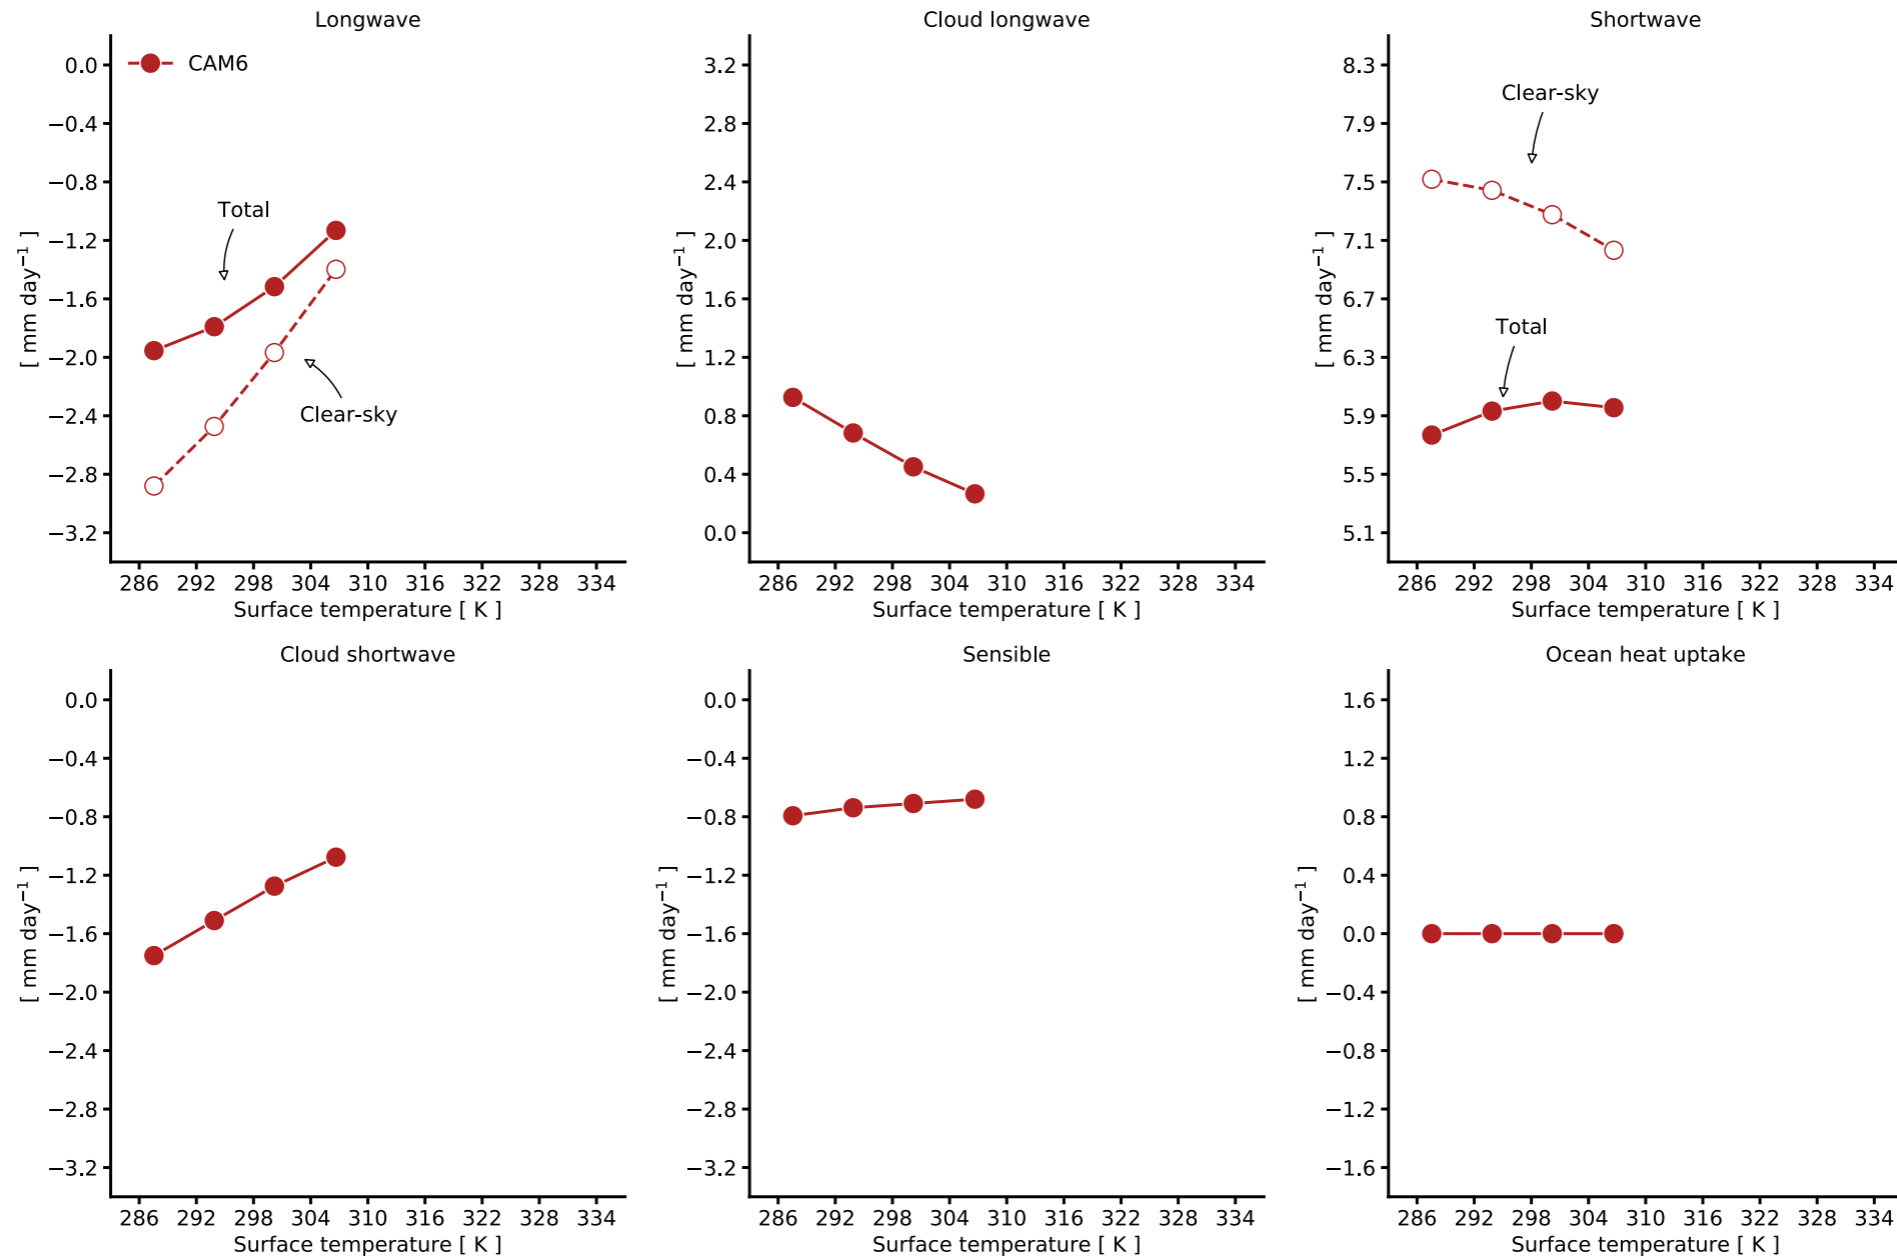 Longwave
CAM6
Total
Clear-sky
0.0
−0.4
−0.8
−1.2
−1.6
−2.0
−2.4
−2.8
−3.2
[ mm day⁻¹ ]
286 292 298 304 310 316 322 328 334
Surface temperature [ K ]
Cloud longwave
3.2
2.8
2.4
2.0
1.6
1.2
0.8
0.4
0.0
[ mm day⁻¹ ]
286 292 298 304 310 316 322 328 334
Surface temperature [ K ]
Shortwave
Clear-sky
Total
8.3
7.9
7.5
7.1
6.7
6.3
5.9
5.5
5.1
[ mm day⁻¹ ]
286 292 298 304 310 316 322 328 334
Surface temperature [ K ]
Cloud shortwave
0.0
−0.4
−0.8
−1.2
−1.6
−2.0
−2.4
−2.8
−3.2
[ mm day⁻¹ ]
286 292 298 304 310 316 322 328 334
Surface temperature [ K ]
Sensible
0.0
−0.4
−0.8
−1.2
−1.6
−2.0
−2.4
−2.8
−3.2
[ mm day⁻¹ ]
286 292 298 304 310 316 322 328 334
Surface temperature [ K ]
Ocean heat uptake
1.6
1.2
0.8
0.4
0.0
−0.4
−0.8
−1.2
−1.6
[ mm day⁻¹ ]
286 292 298 304 310 316 322 328 334
Surface temperature [ K ]